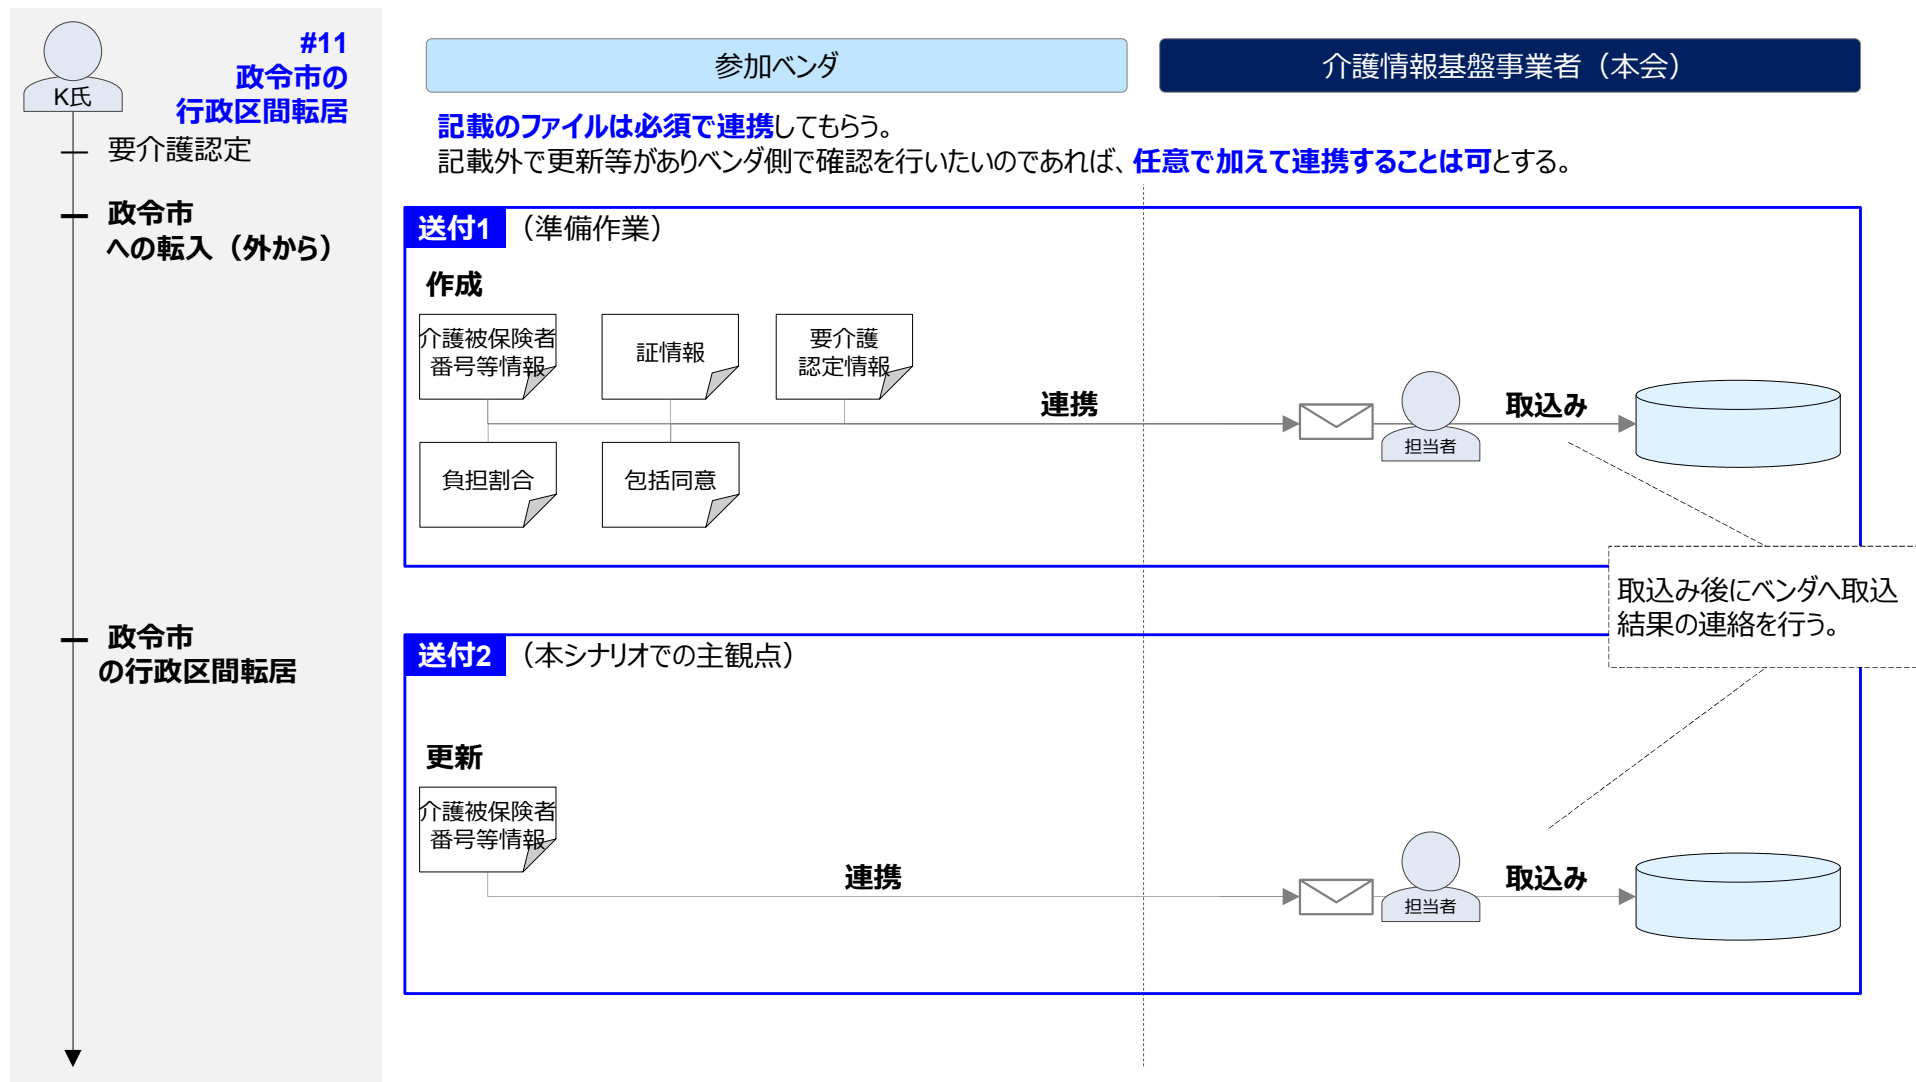 #11
政令市の
行政区間転居
K氏
要介護認定
政令市
への転入（外から）
政令市
の行政区間転居
参加ベンダ
介護情報基盤事業者（本会）
記載のファイルは必須で連携してもらう。
記載外で更新等がありベンダ側で確認を行いたいのであれば、任意で加えて連携することは可とする。
送付1 （準備作業）
作成
介護被保険者
番号等情報
証情報
要介護
認定情報
負担割合
包括同意
連携
担当者
取込み
取込み後にベンダへ取込
結果の連絡を行う。
送付2 （本シナリオでの主観点）
更新
介護被保険者
番号等情報
連携
担当者
取込み